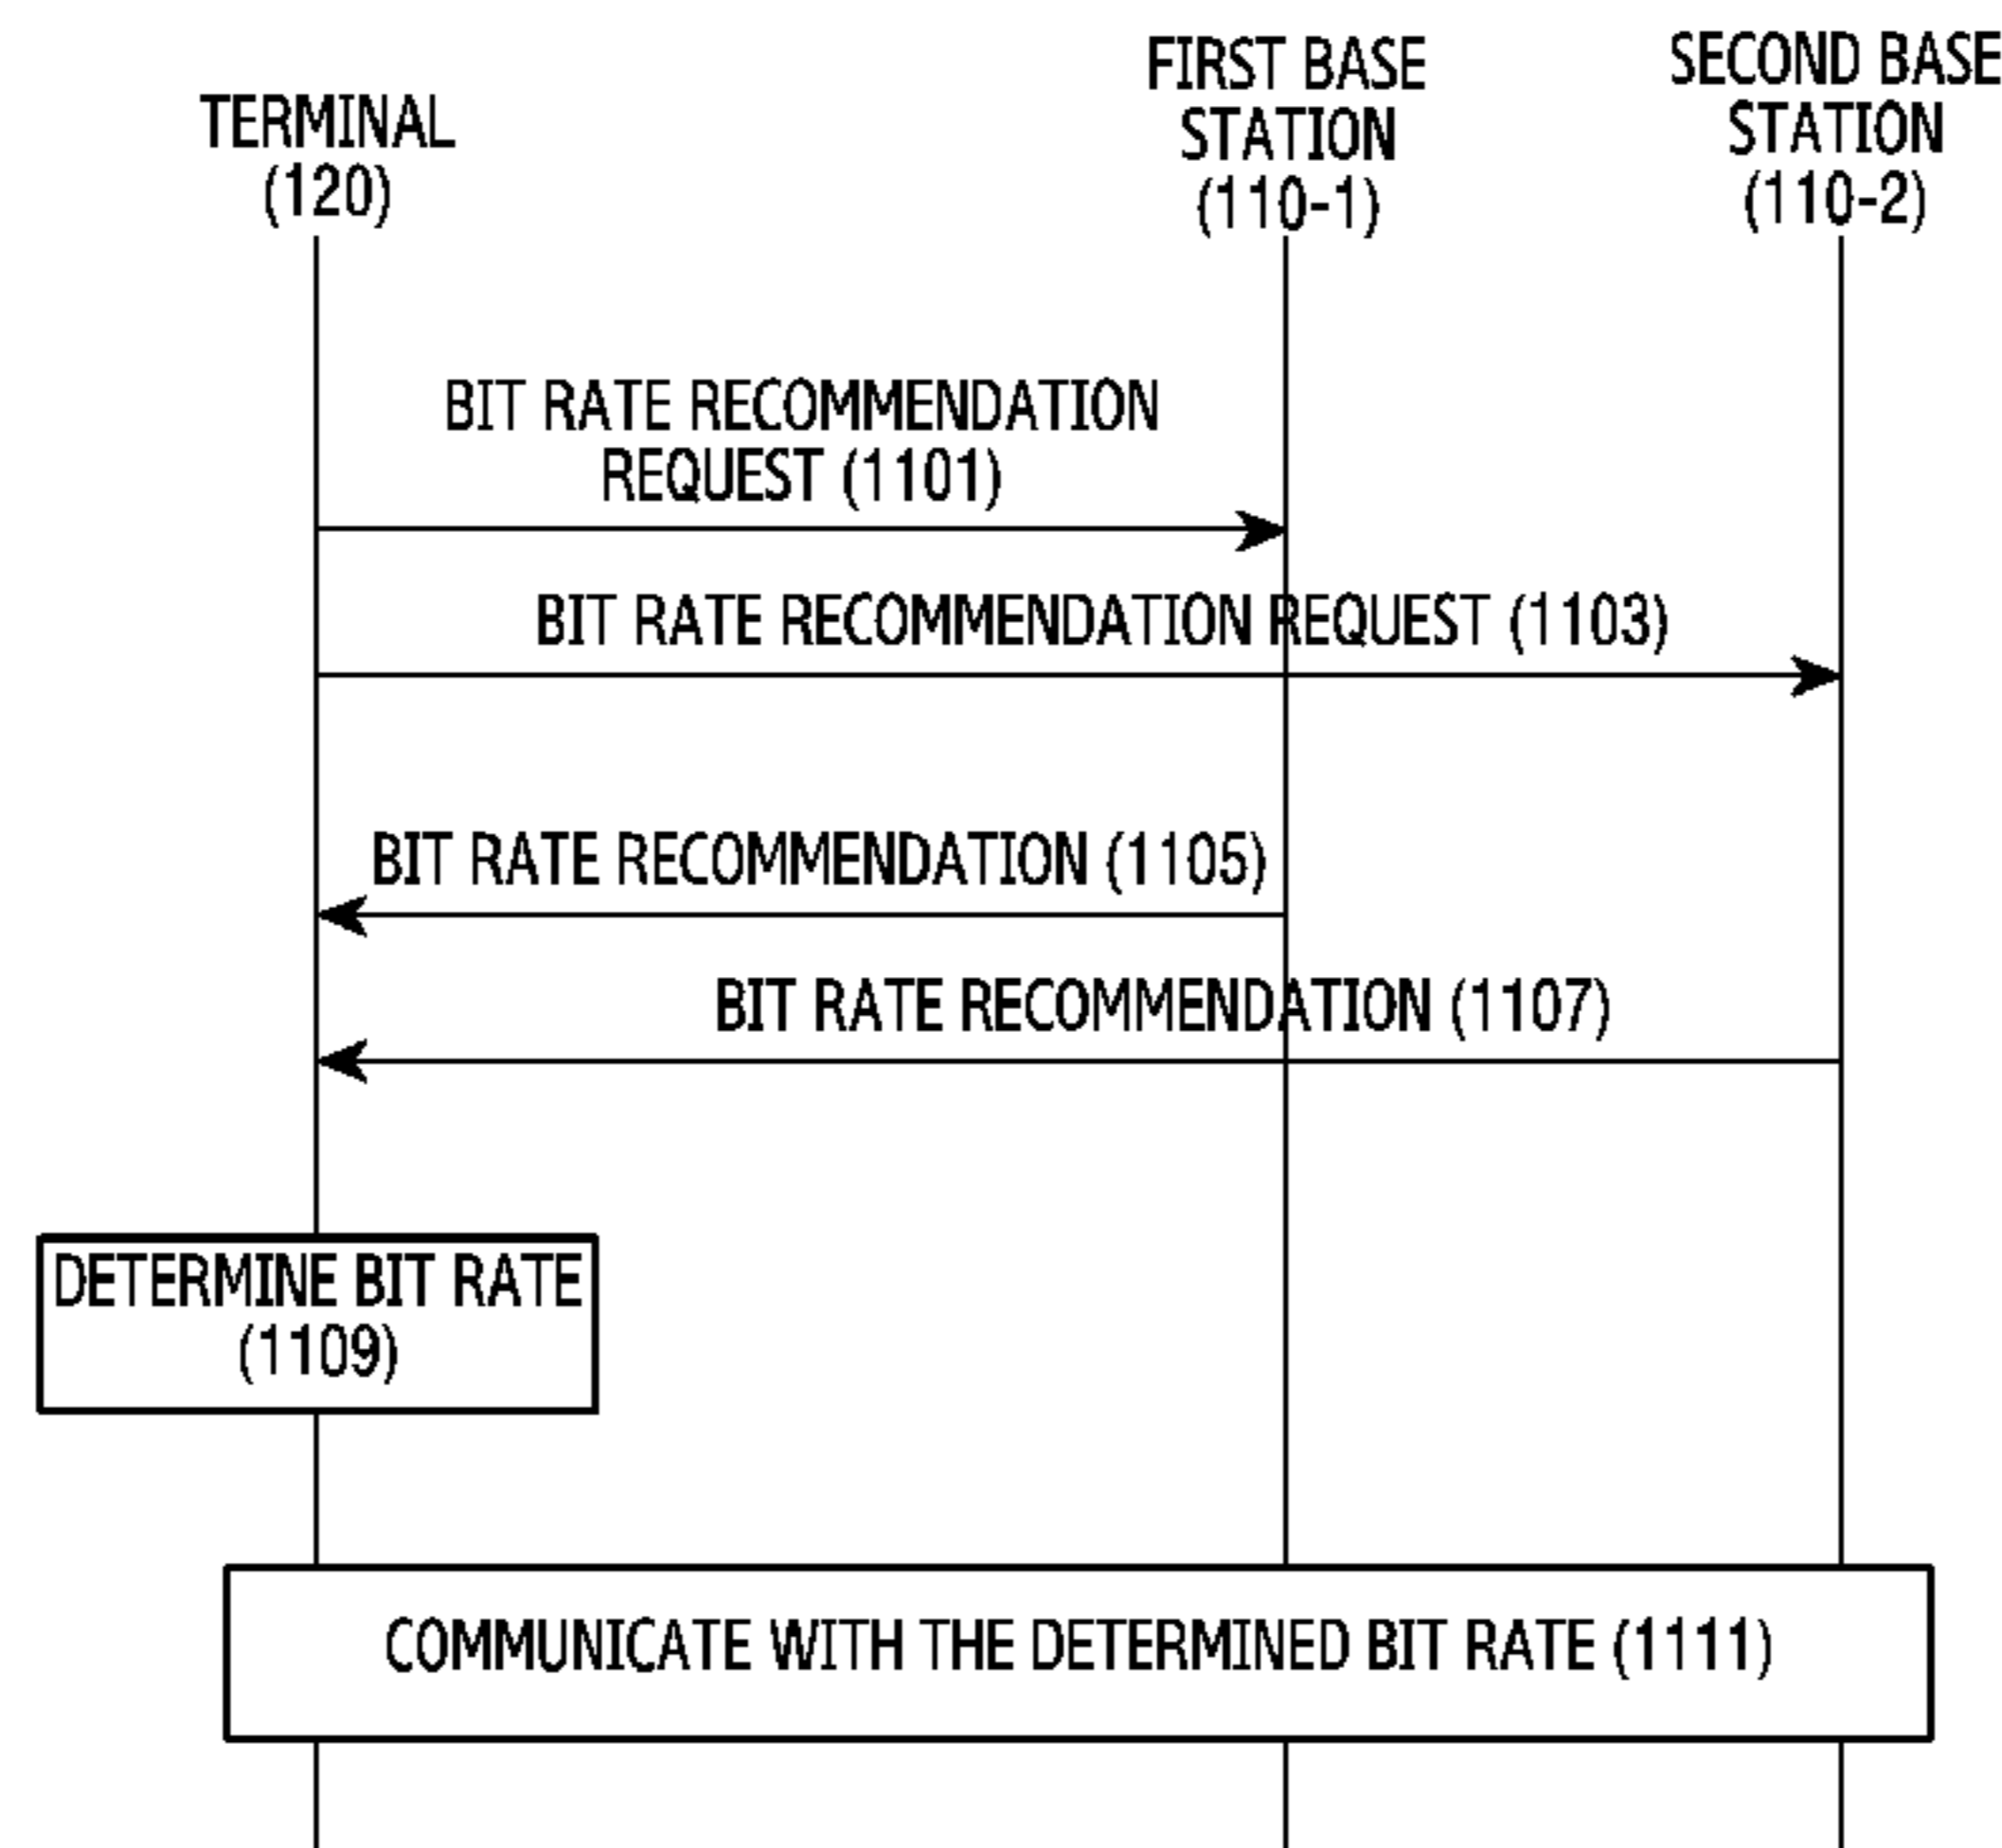 TERMINAL
(120)
FIRST BASE
STATION
(110-1)
SECOND BASE
STATION
(110-2)
BIT RATE RECOMMENDATION
REQUEST (1101)
BIT RATE RECOMMENDATION REQUEST (1103)
BIT RATE RECOMMENDATION (1105)
BIT RATE RECOMMENDATION (1107)
DETERMINE BIT RATE
(1109)
COMMUNICATE WITH THE DETERMINED BIT RATE (1111)